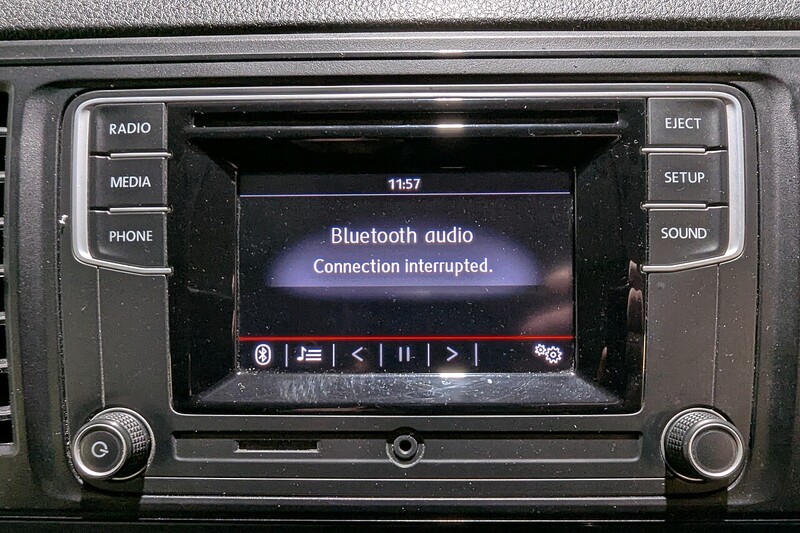 RADIO
MEDIA
PHONE
11:57
Bluetooth audio
Connection interrupted.
EJECT
SETUP
SOUND